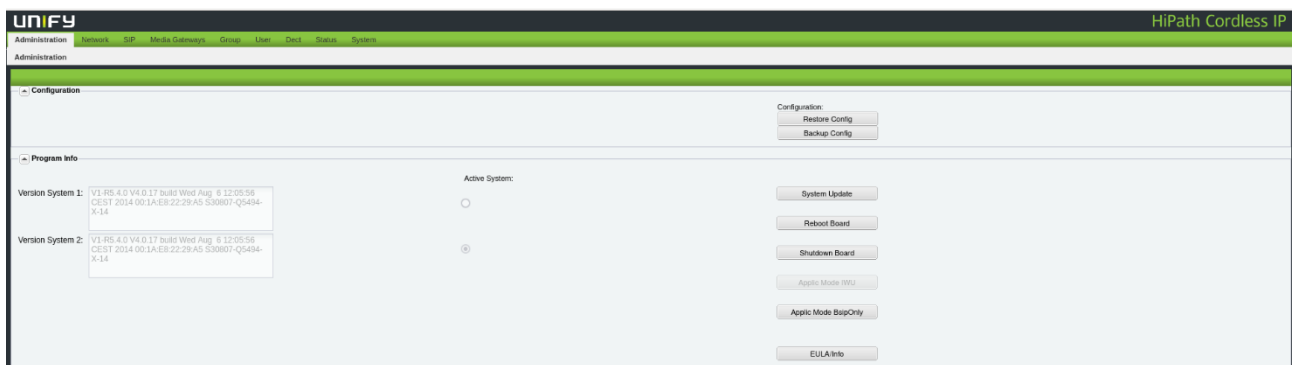 UNIFY
HiPath Cordless IP
Administration Network SIP Media Gateways Group User Dect Status System
Administration
Configuration
Configuration:
Restore Config
Backup Config
Program Info
Active System:
Version System 1:
V1-R5.4.0 V4.0.17 build Wed Aug 6 12:05:56
CEST 2014 00:1A:E8:22:29:A5 S30807-Q5494-
X-14
System Update
Reboot Board
Version System 2:
V1-R5.4.0 V4.0.17 build Wed Aug 6 12:05:56
CEST 2014 00:1A:E8:22:29:A5 S30807-Q5494-
X-14
Shutdown Board
Applic Mode IWU
Applic Mode BsipOnly
EULA/Info